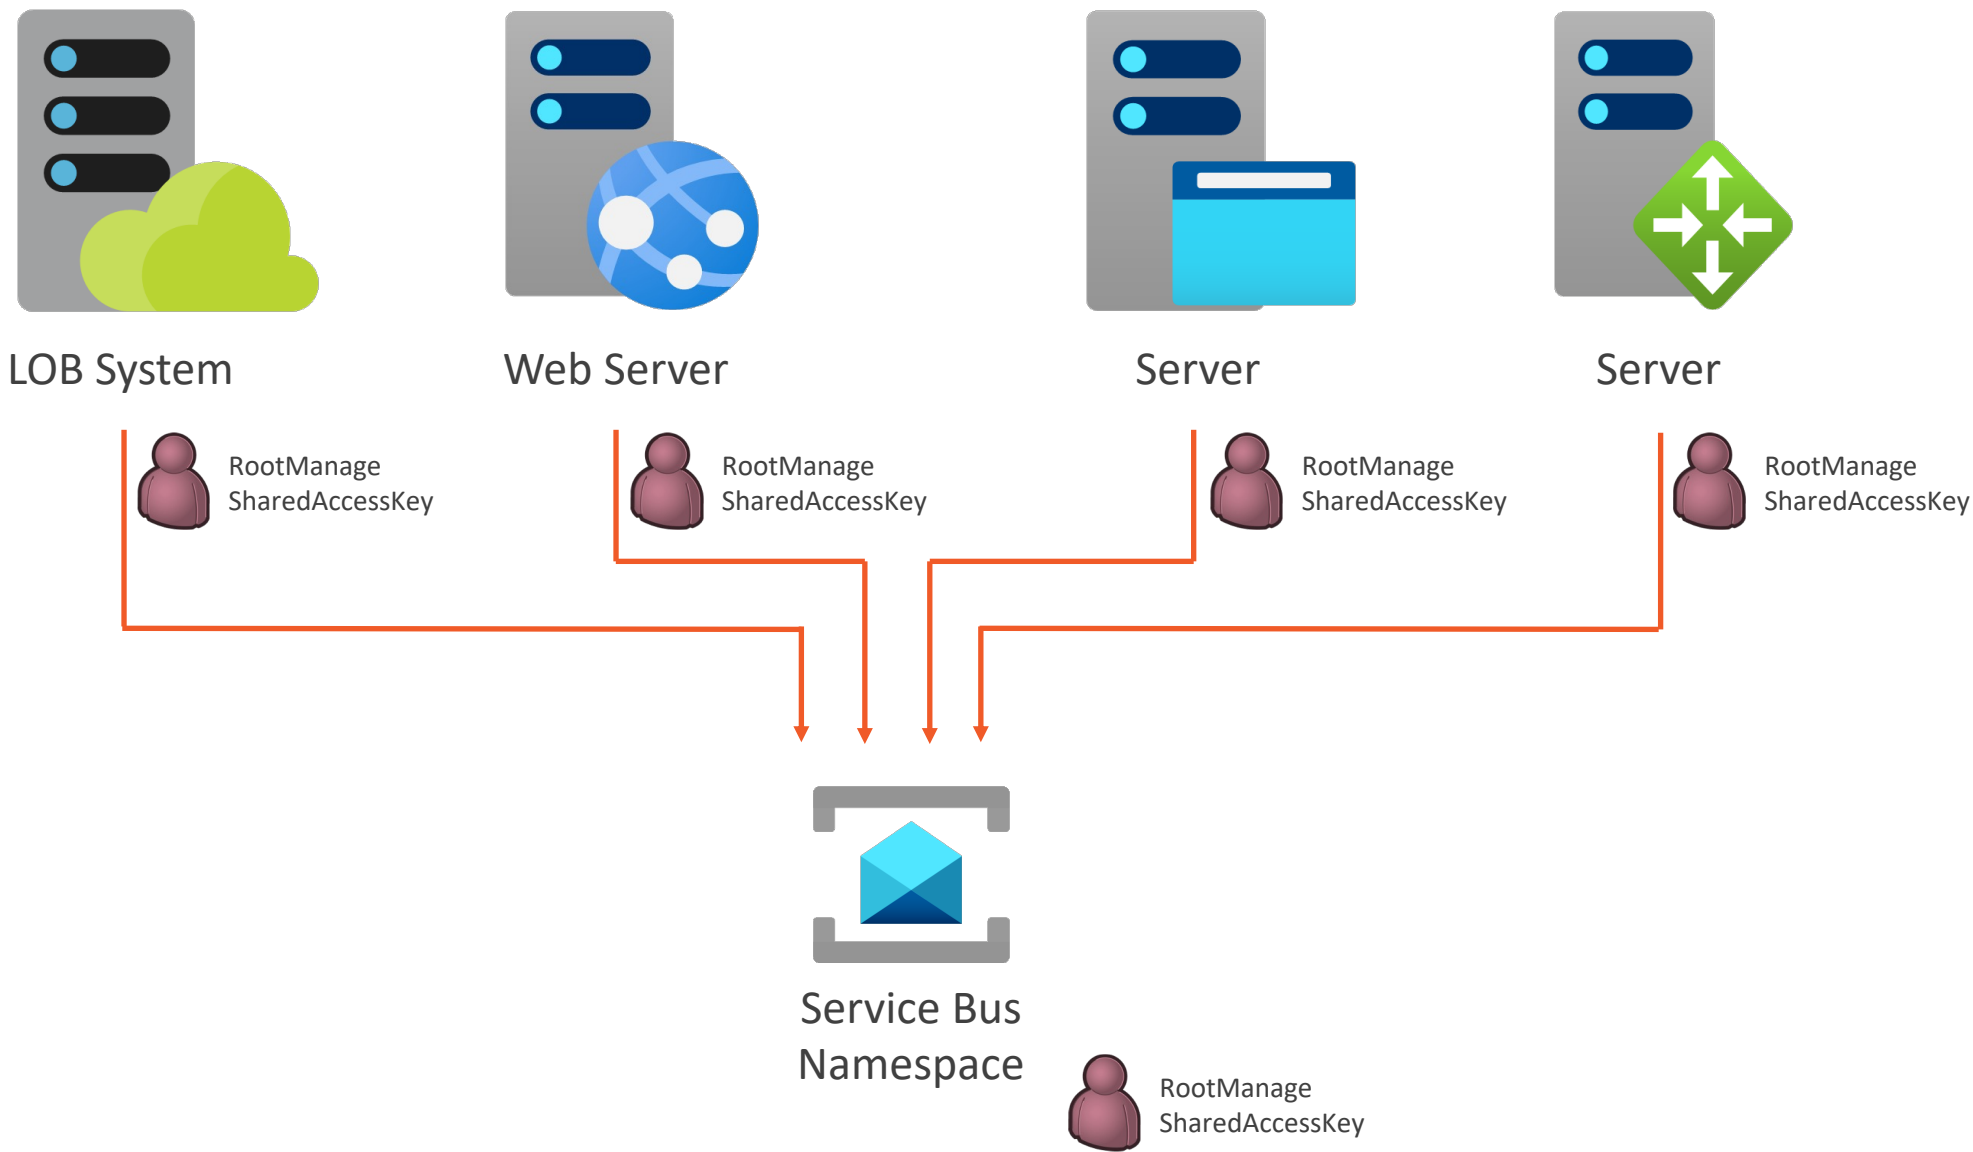 LOB System
Web Server
Server
Server
RootManage
SharedAccessKey
RootManage
SharedAccessKey
RootManage
SharedAccessKey
RootManage
SharedAccessKey
Service Bus
Namespace
RootManage
SharedAccessKey